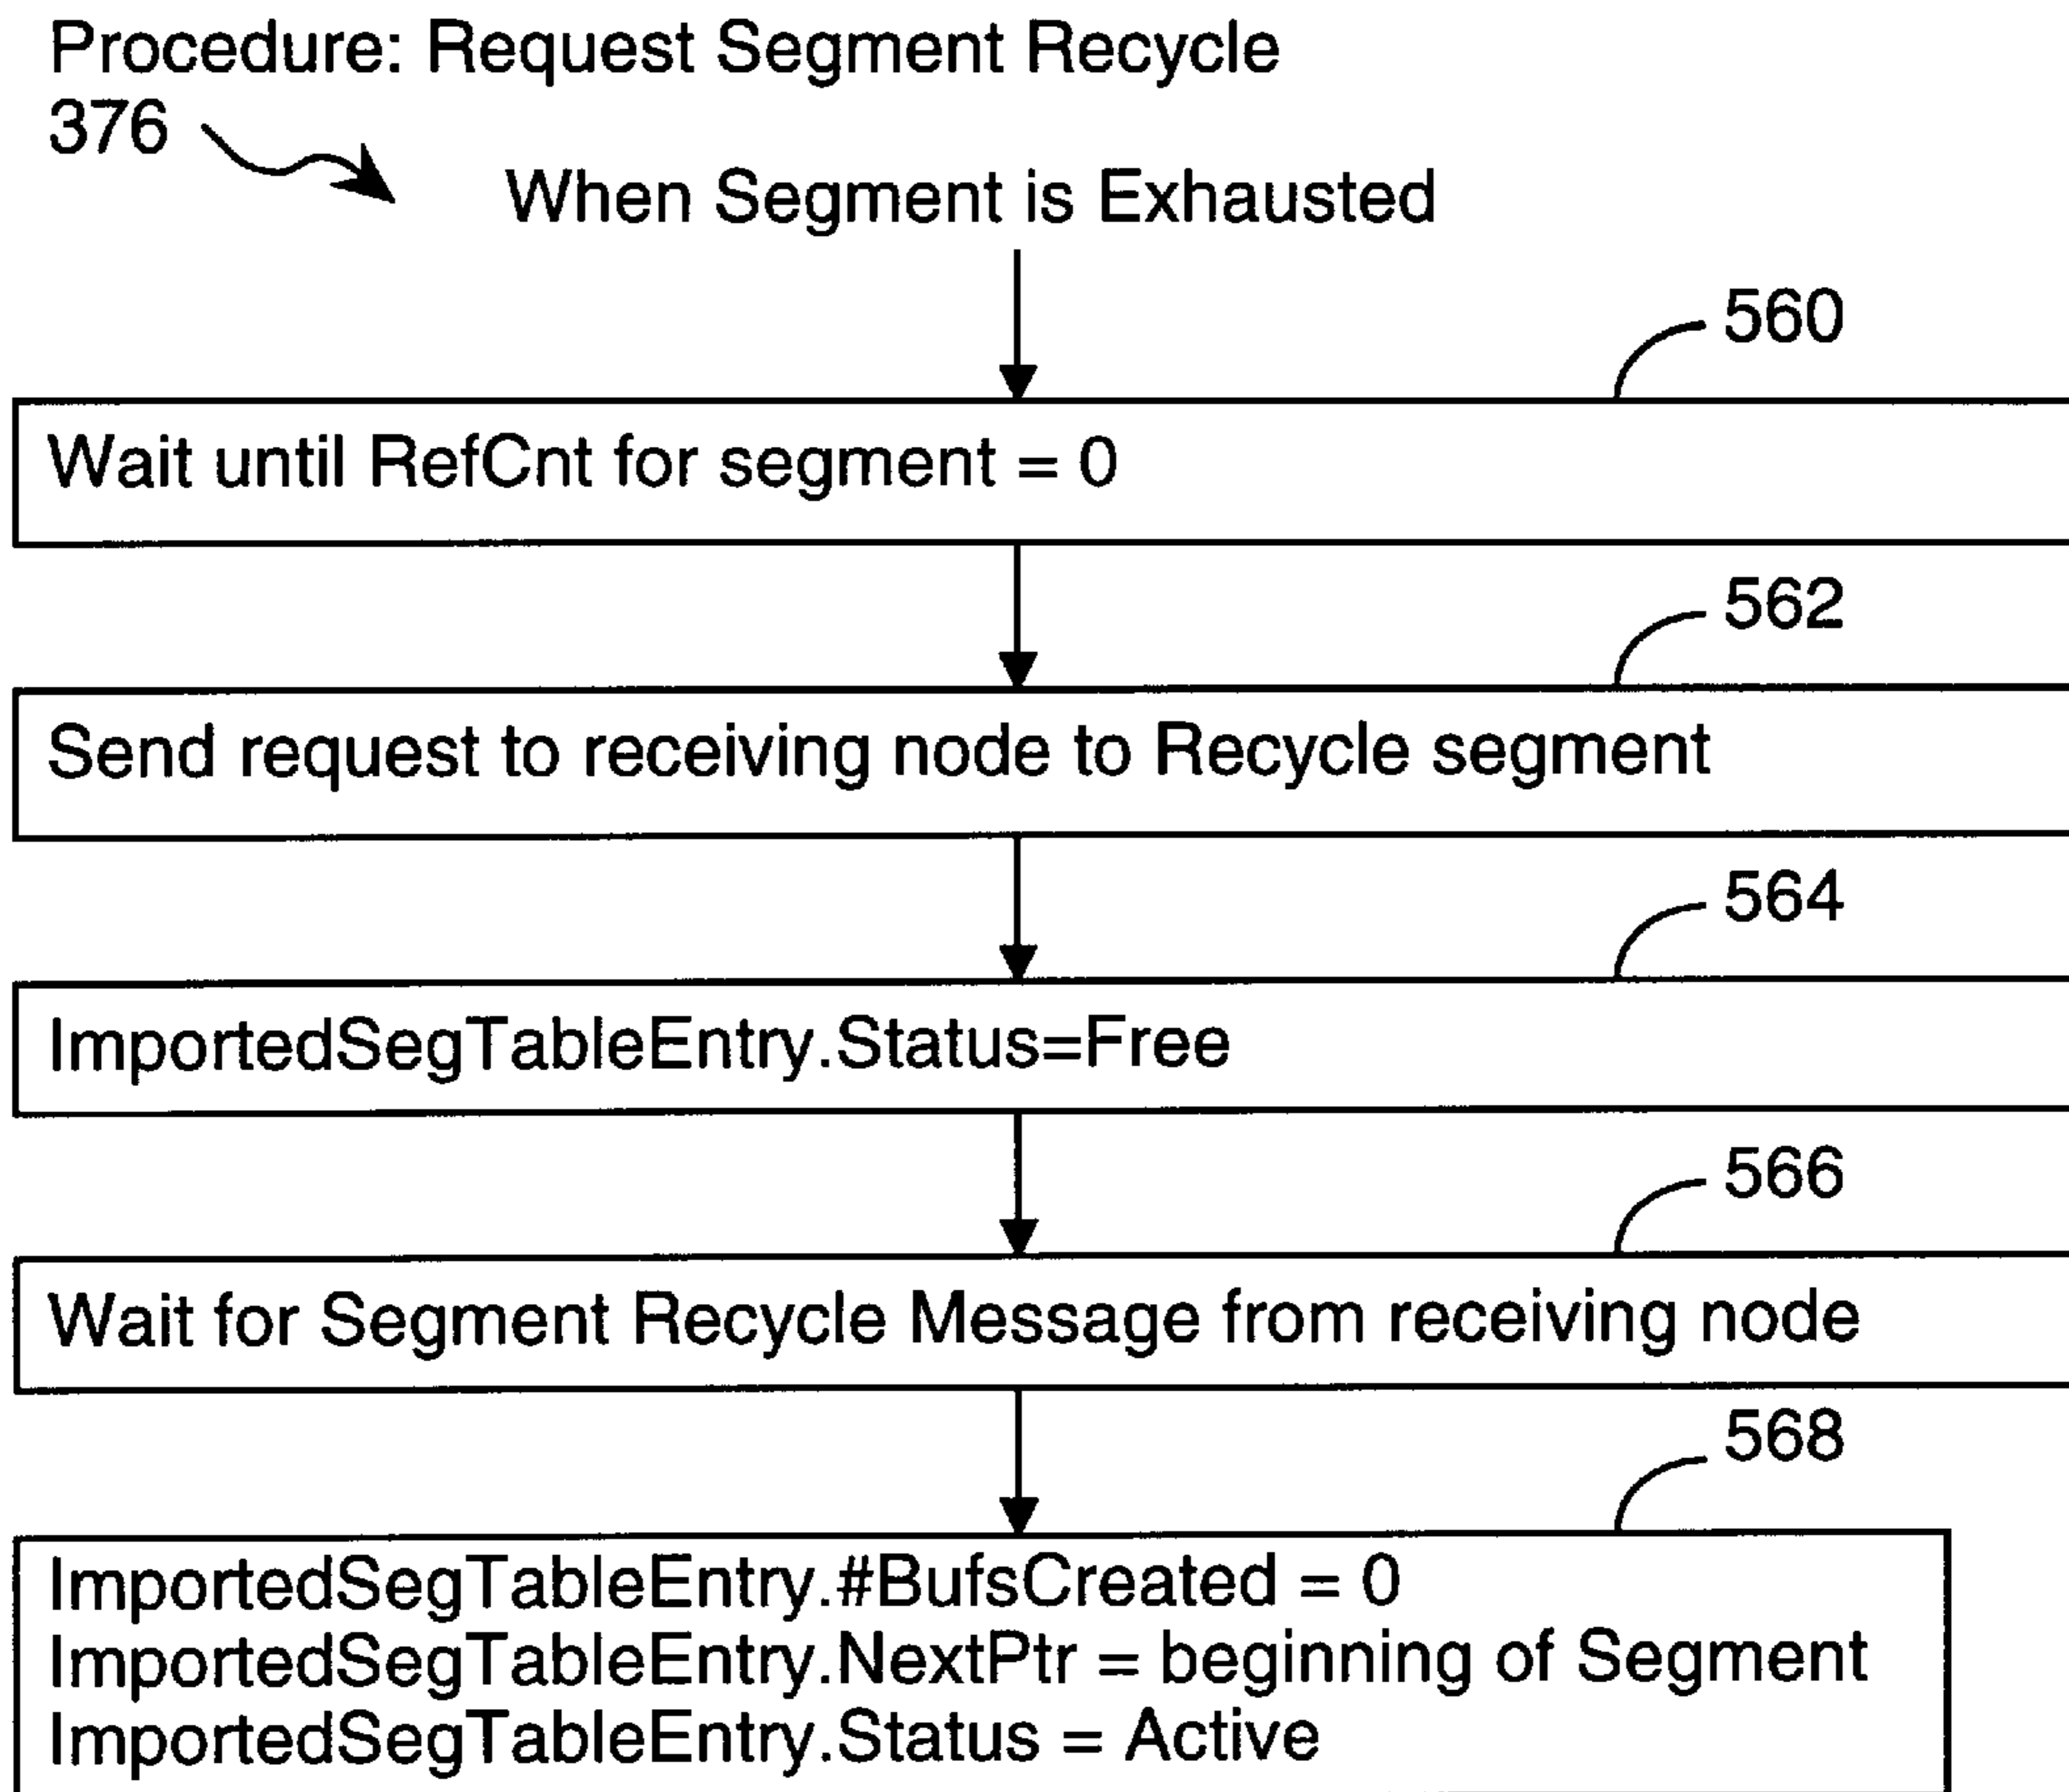 Procedure: Request Segment Recycle
376
When Segment is Exhausted
560
Wait until RefCnt for segment = 0
562
Send request to receiving node to Recycle segment
564
ImportedSegTableEntry.Status=Free
566
Wait for Segment Recycle Message from receiving node
568
ImportedSegTableEntry.#BufsCreated = 0
ImportedSegTableEntry.NextPtr = beginning of Segment
ImportedSegTableEntry.Status = Active